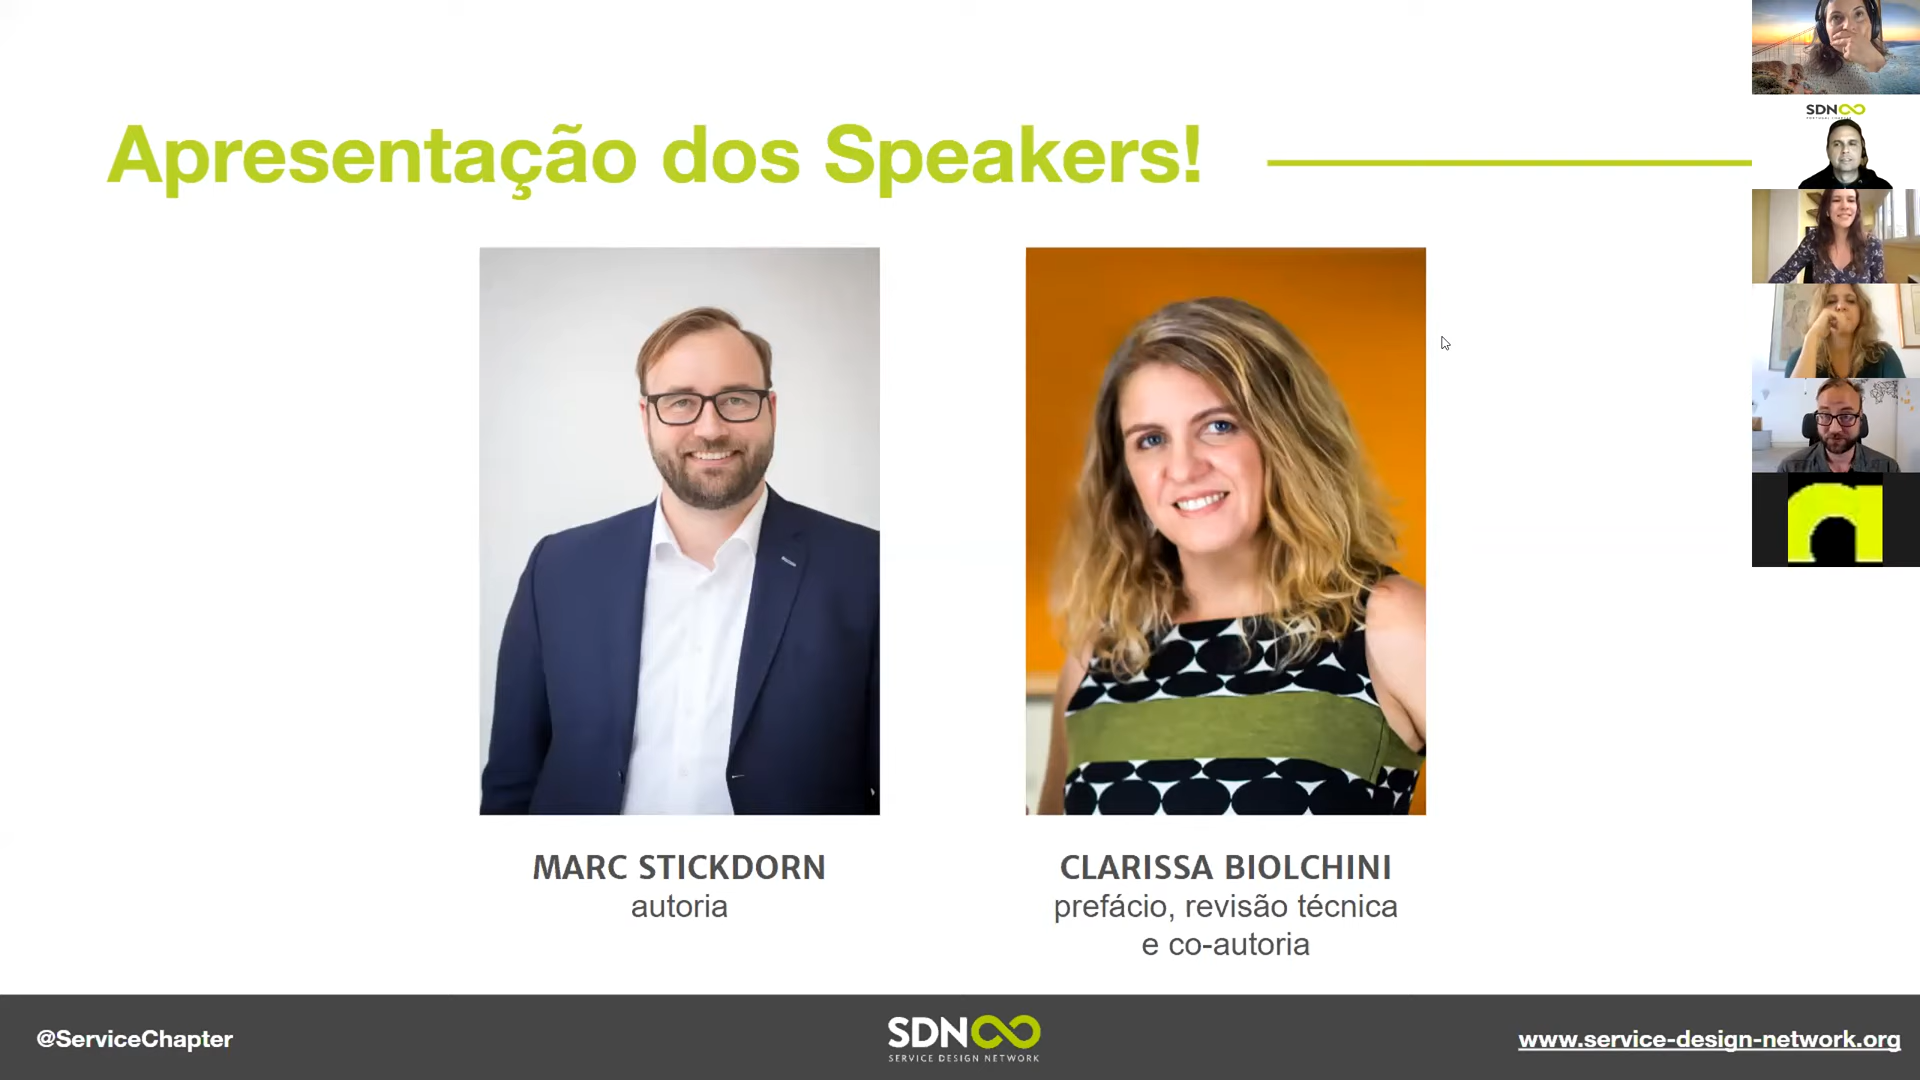 Apresentação dos Speakers!
SDN
MARC STICKDORN
autoria
CLARISSA BIOLCHINI
prefácio, revisão técnica
e co-autoria
@ServiceChapter
SDN
SERVICE DESIGN NETWORK
www.service-design-network.org